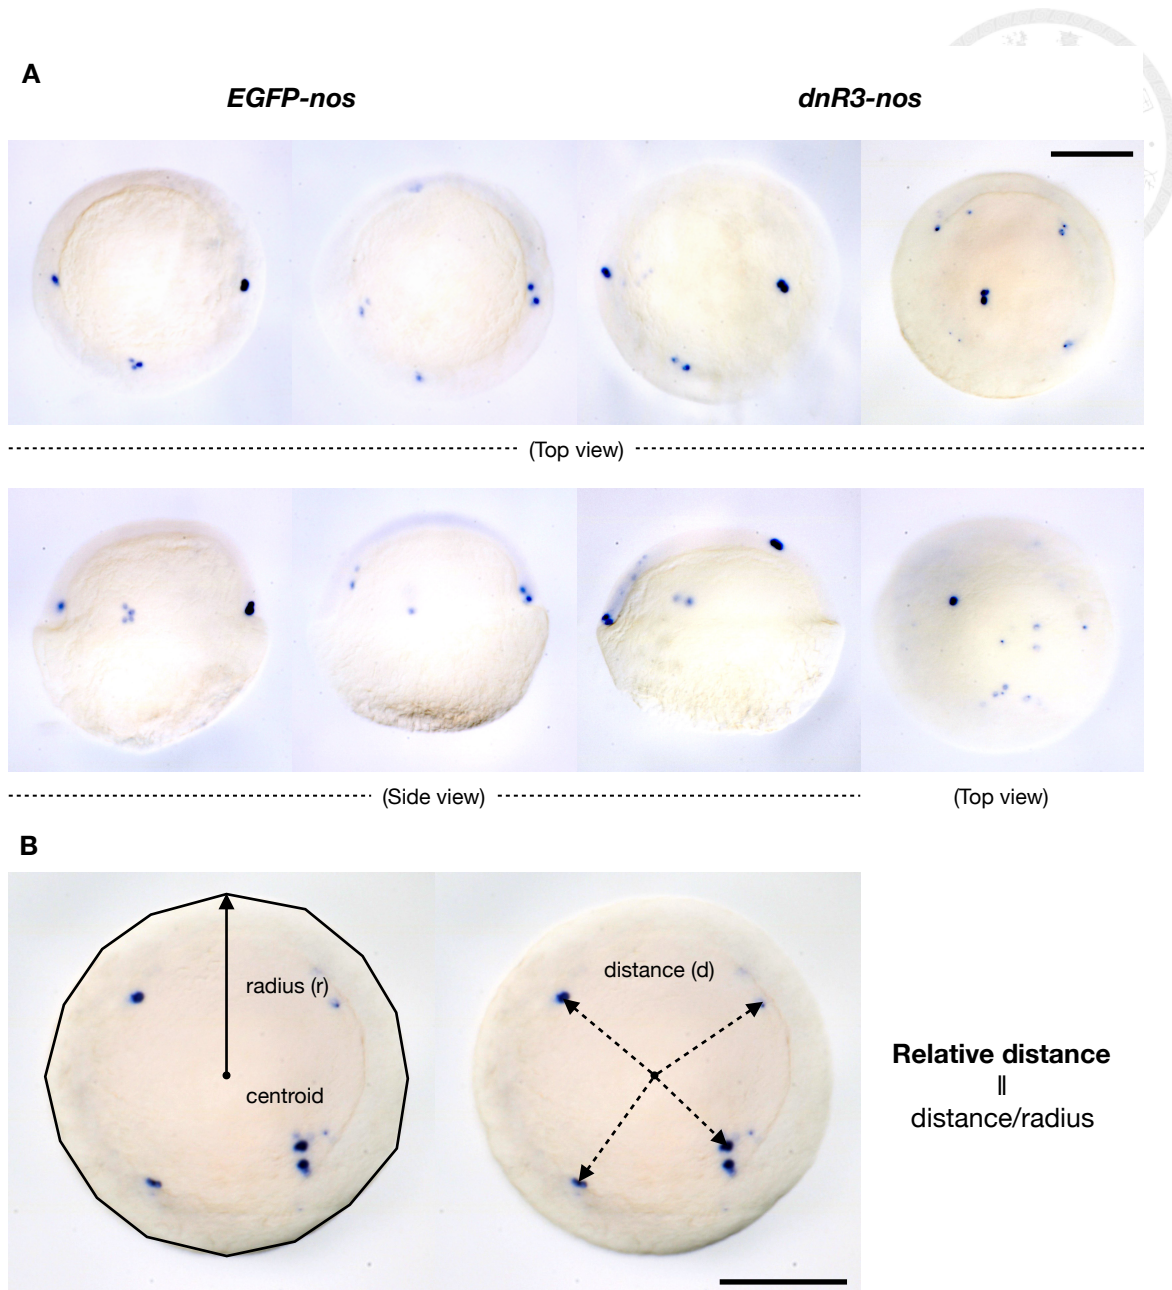 A
EGFP-nos
dnR3-nos
(Top view)
(Side view)
(Top view)
B
radius (r)
centroid
distance (d)
Relative distance
=
distance/radius